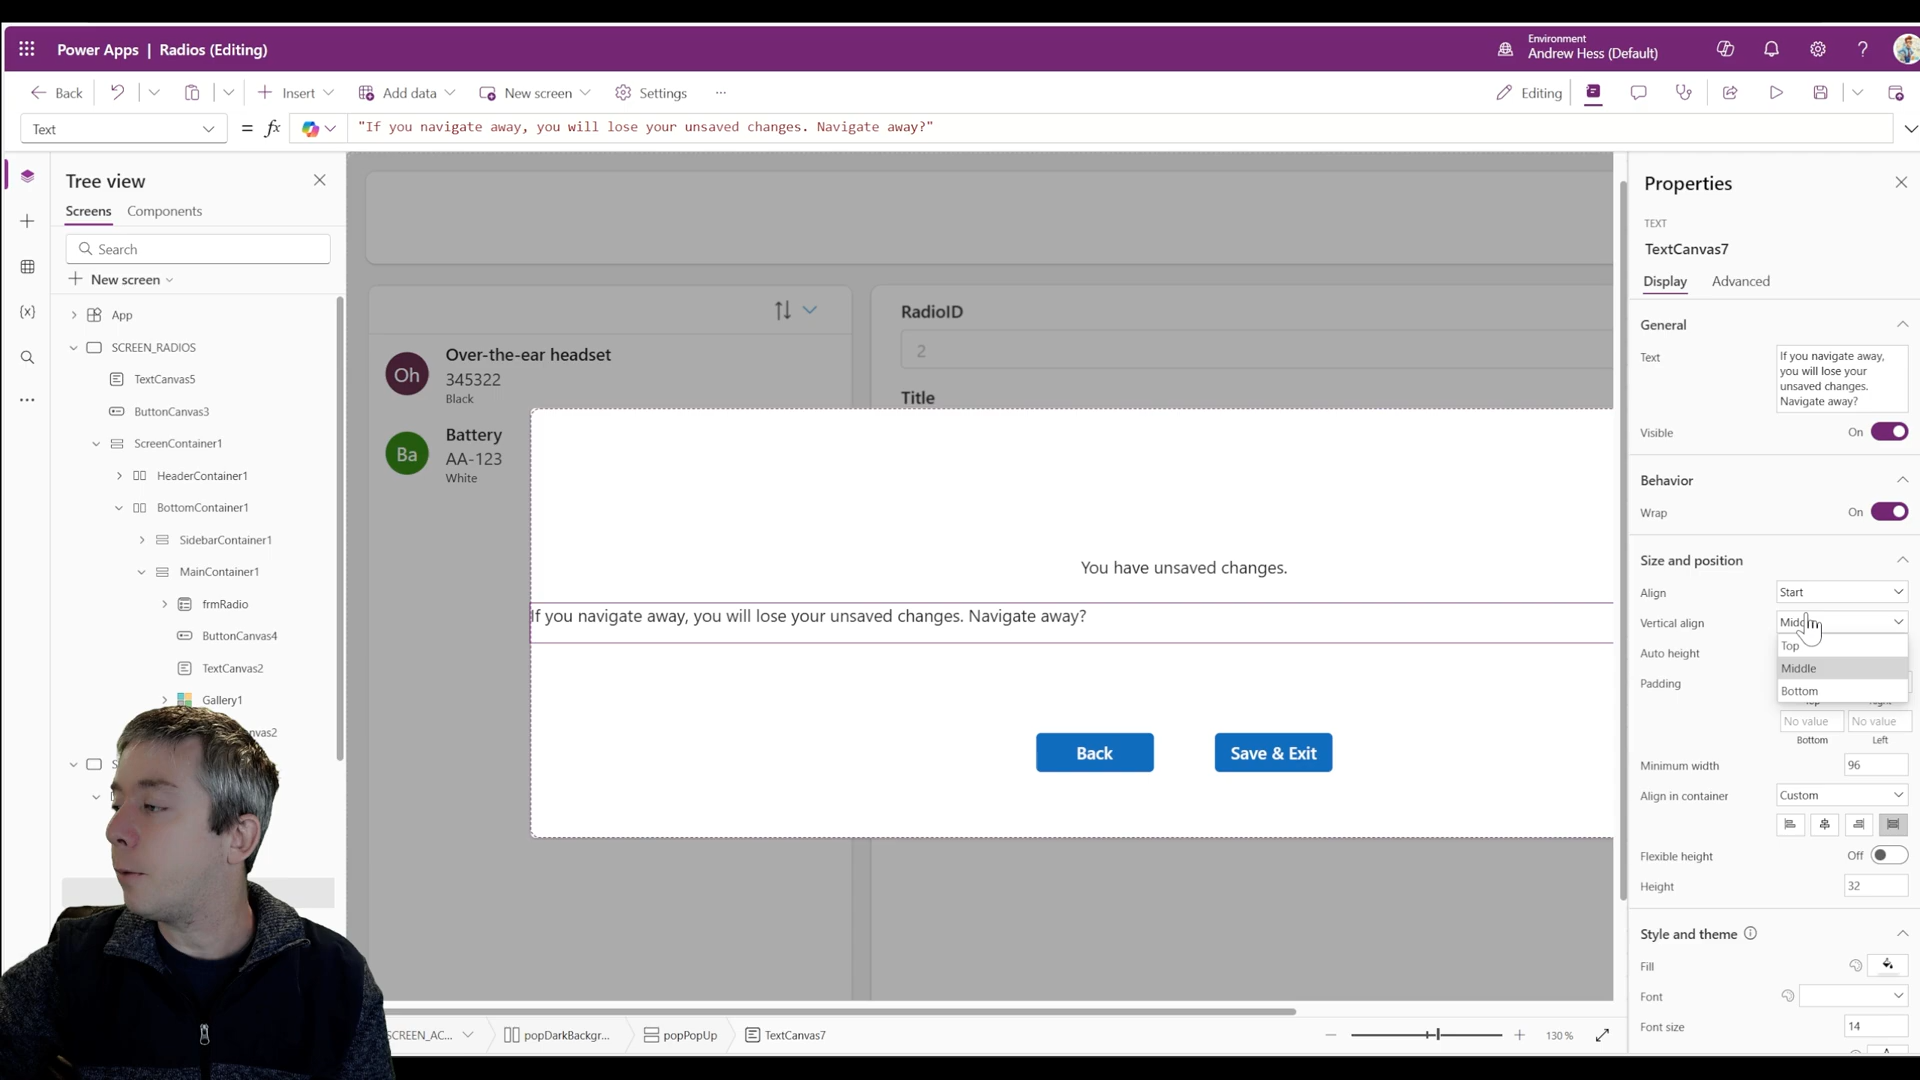 Power Apps | Radios (Editing)
Environment
Andrew Hess (Default)
Back
Insert
Add data
New screen
Settings
...
Editing
Text
= fx
"If you navigate away, you will lose your unsaved changes. Navigate away?"
Tree view
Screens
Components
Search
New screen
App
SCREEN_RADIOS
TextCanvas5
ButtonCanvas3
ScreenContainer1
HeaderContainer1
BottomContainer1
SidebarContainer1
MainContainer1
frmRadio
ButtonCanvas4
TextCanvas2
Gallery1
Oh
Over-the-ear headset
345322
Black
Ba
Battery
AA-123
White
RadioID
2
Title
You have unsaved changes.
If you navigate away, you will lose your unsaved changes. Navigate away?
Back
Save & Exit
SCREEN_AC...
popDarkBackgr...
popPopUp
TextCanvas7
130 %
Properties
TEXT
TextCanvas7
Display
Advanced
General
Text
If you navigate away,
you will lose your
unsaved changes.
Navigate away?
Visible
On
Behavior
Wrap
On
Size and position
Align
Start
Vertical align
Top
Middle
Bottom
Auto height
Padding
No value
No value
Bottom
Left
Minimum width
96
Align in container
Custom
Flexible height
Off
Height
32
Style and theme
Fill
Font
Font size
14